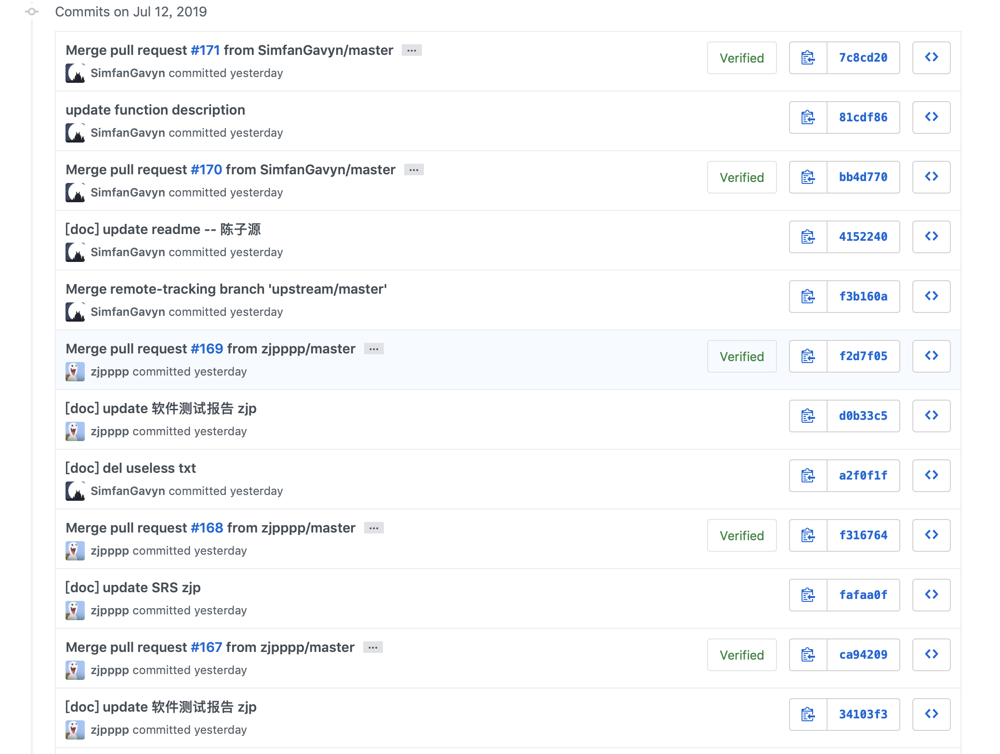 Commits on Jul 12, 2019
Merge pull request #171 from SimfanGavyn/master ...
SimfanGavyn committed yesterday
Verified
7c8cd20
update function description
SimfanGavyn committed yesterday
81cdf86
Merge pull request #170 from SimfanGavyn/master ...
SimfanGavyn committed yesterday
Verified
bb4d770
[doc] update readme -- 陈子源
SimfanGavyn committed yesterday
4152240
Merge remote-tracking branch 'upstream/master'
SimfanGavyn committed yesterday
f3b160a
Merge pull request #169 from zjpppp/master ...
zjpppp committed yesterday
Verified
f2d7f05
[doc] update 软件测试报告 zjp
zjpppp committed yesterday
d0b33c5
[doc] del useless txt
SimfanGavyn committed yesterday
a2f0f1f
Merge pull request #168 from zjpppp/master ...
zjpppp committed yesterday
Verified
f316764
[doc] update SRS zjp
zjpppp committed yesterday
fafaa0f
Merge pull request #167 from zjpppp/master ...
zjpppp committed yesterday
Verified
ca94209
[doc] update 软件测试报告 zjp
zjpppp committed yesterday
34103f3